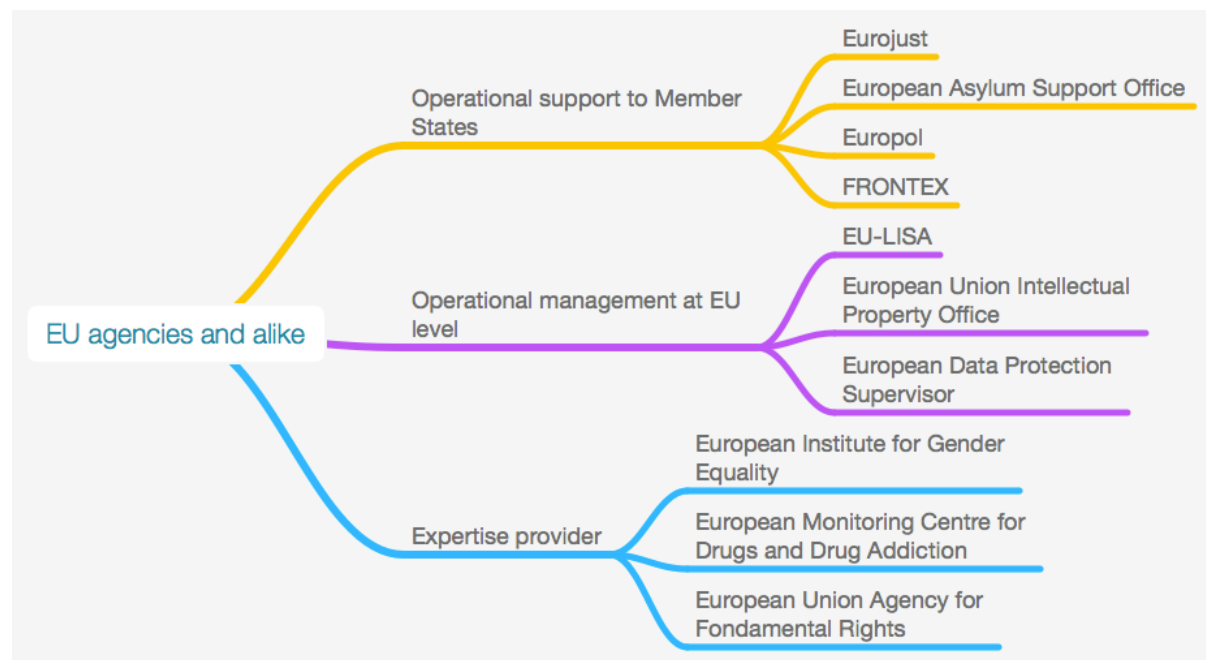 EU agencies and alike
Operational support to Member
States
Eurojust
European Asylum Support Office
Europol
FRONTEX
Operational management at EU
level
EU-LISA
European Union Intellectual
Property Office
European Data Protection
Supervisor
Expertise provider
European Institute for Gender
Equality
European Monitoring Centre for
Drugs and Drug Addiction
European Union Agency for
Fondamental Rights